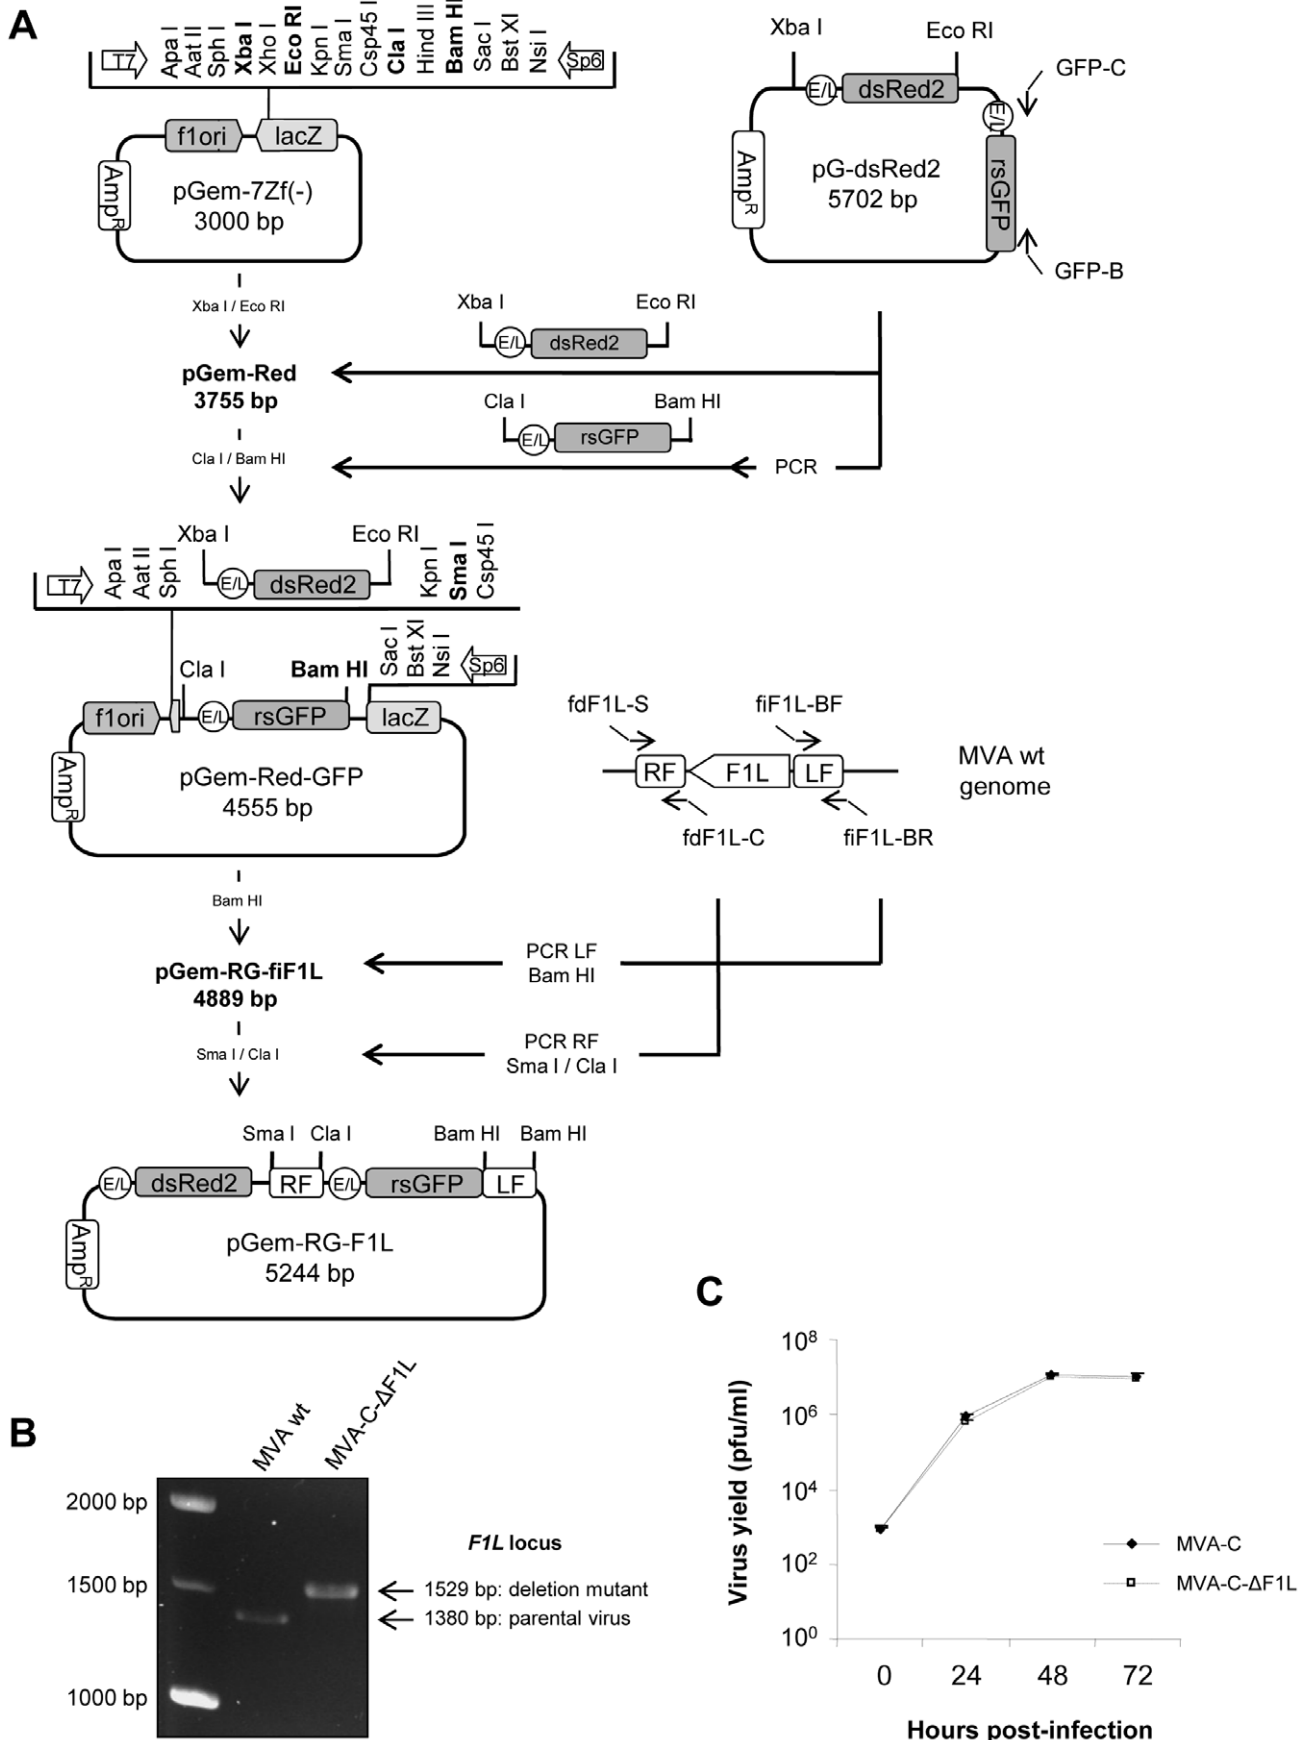 A
T7
Apa I
Aat II
Sph I
Xba I
Xho I
Eco RI
Kpn I
Sma I
Csp45 I
Cla I
Hind III
Bam HI
Sac I
Bst XI
Nsi I
Sp6
f1ori
lacZ
AmpR
pGem-7Zf(-)
3000 bp
Xba I
Eco RI
E/L
dsRed2
GFP-C
E/L
rsGFP
AmpR
pG-dsRed2
5702 bp
GFP-B
Xba I / Eco RI
Xba I
Eco RI
E/L
dsRed2
pGem-Red
3755 bp
Cla I
Bam HI
E/L
rsGFP
Cla I / Bam HI
PCR
Xba I
Eco RI
T7
Apa I
Aat II
Sph I
E/L
dsRed2
Kpn I
Sma I
Csp45 I
Cla I
Bam HI
Sac I
Bst XI
Nsi I
Sp6
f1ori
E/L
rsGFP
lacZ
AmpR
pGem-Red-GFP
4555 bp
fdF1L-S
fiF1L-BF
RF
F1L
LF
MVA wt
genome
fdF1L-C
fiF1L-BR
Bam HI
PCR LF
Bam HI
pGem-RG-fiF1L
4889 bp
Sma I / Cla I
PCR RF
Sma I / Cla I
Sma I
Cla I
Bam HI
Bam HI
E/L
dsRed2
RF
E/L
rsGFP
LF
AmpR
pGem-RG-F1L
5244 bp
B
MVA wt
MVA-C-ΔF1L
2000 bp
1500 bp
1000 bp
F1L locus
1529 bp: deletion mutant
1380 bp: parental virus
C
Virus yield (pfu/ml)
10⁸
10⁶
10⁴
10²
10⁰
MVA-C
MVA-C-ΔF1L
0 24 48 72
Hours post-infection